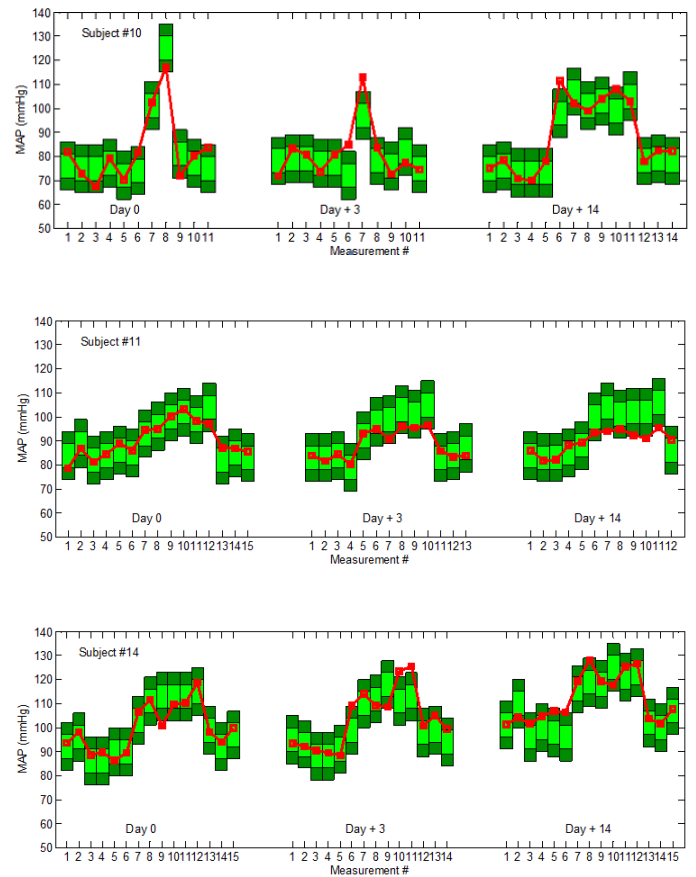 140
130
120
110
100
90
80
70
60
50
MAP (mmHg)
Subject #10
Day 0
Day + 3
Day + 14
1 2 3 4 5 6 7 8 9 10 11
1 2 3 4 5 6 7 8 9 10 11
1 2 3 4 5 6 7 8 9 10 11 12 13 14
Measurement #
140
130
120
110
100
90
80
70
60
50
MAP (mmHg)
Subject #11
Day 0
Day + 3
Day + 14
1 2 3 4 5 6 7 8 9 10 11 12 13 14 15
1 2 3 4 5 6 7 8 9 10 11 12 13
1 2 3 4 5 6 7 8 9 10 11 12
Measurement #
140
130
120
110
100
90
80
70
60
50
MAP (mmHg)
Subject #14
Day 0
Day + 3
Day + 14
1 2 3 4 5 6 7 8 9 10 11 12 13 14 15
1 2 3 4 5 6 7 8 9 10 11 12 13 14
1 2 3 4 5 6 7 8 9 10 11 12 13 14 15
Measurement #